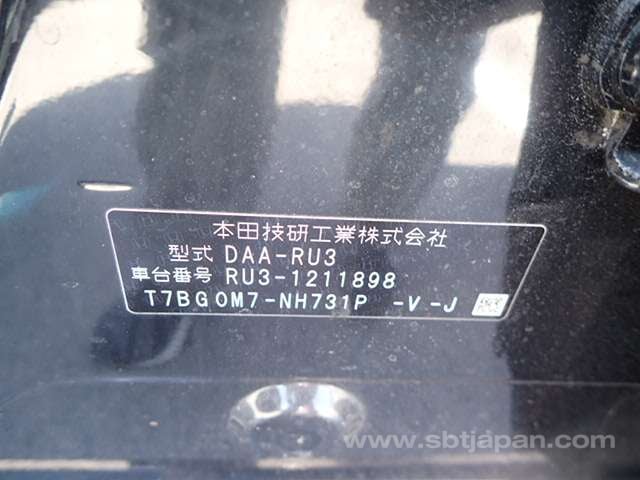 本田技研工業株式会社
型式 DAA-RU3
車台番号 RU3-1211898
T7BG0M7-NH731P -V-J
www.sbtjapan.com